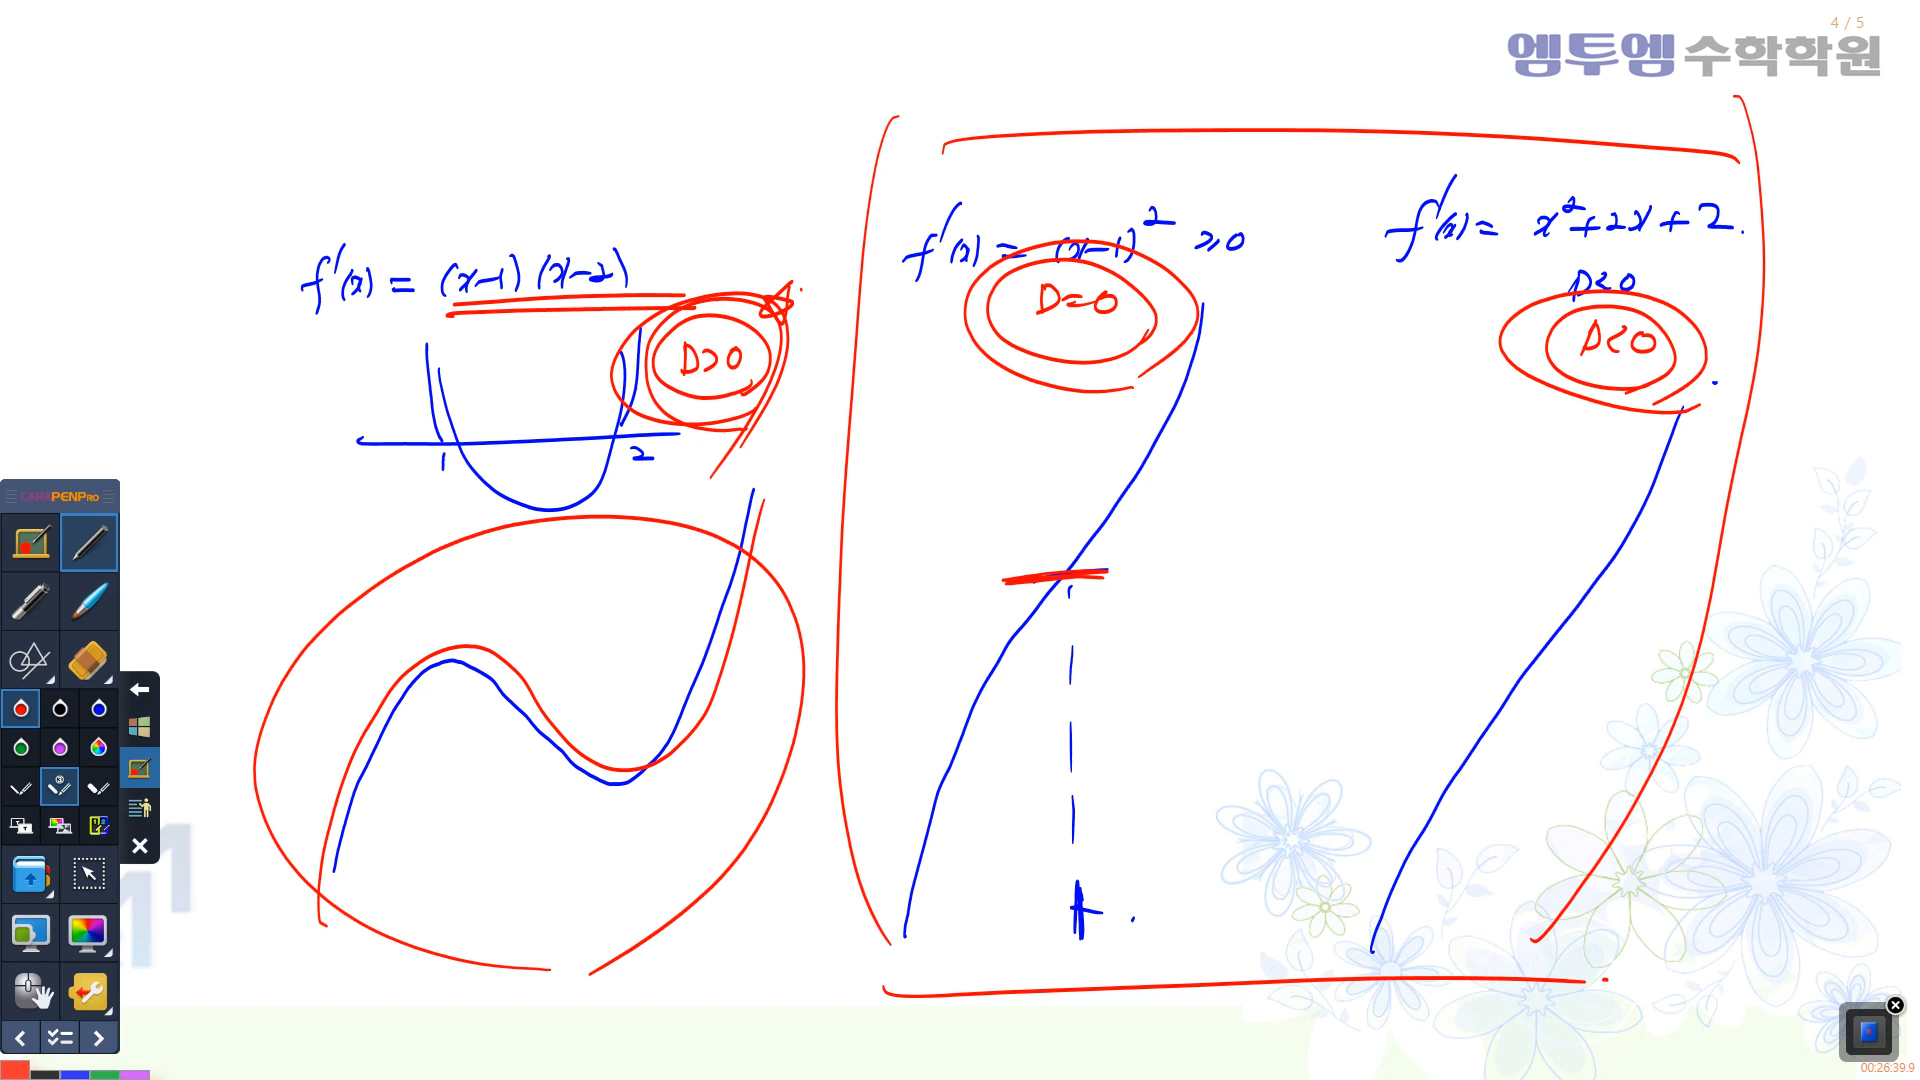 4 / 5
엠투엠 수학학원
f'(x) = (x-1)(x-2)
D>0
1 2
f'(x) = (x-1)² ≥0
D=0
f'(x) = x²+2x+2.
D<0
D<0
CARAPENPRO
00:26:39.9